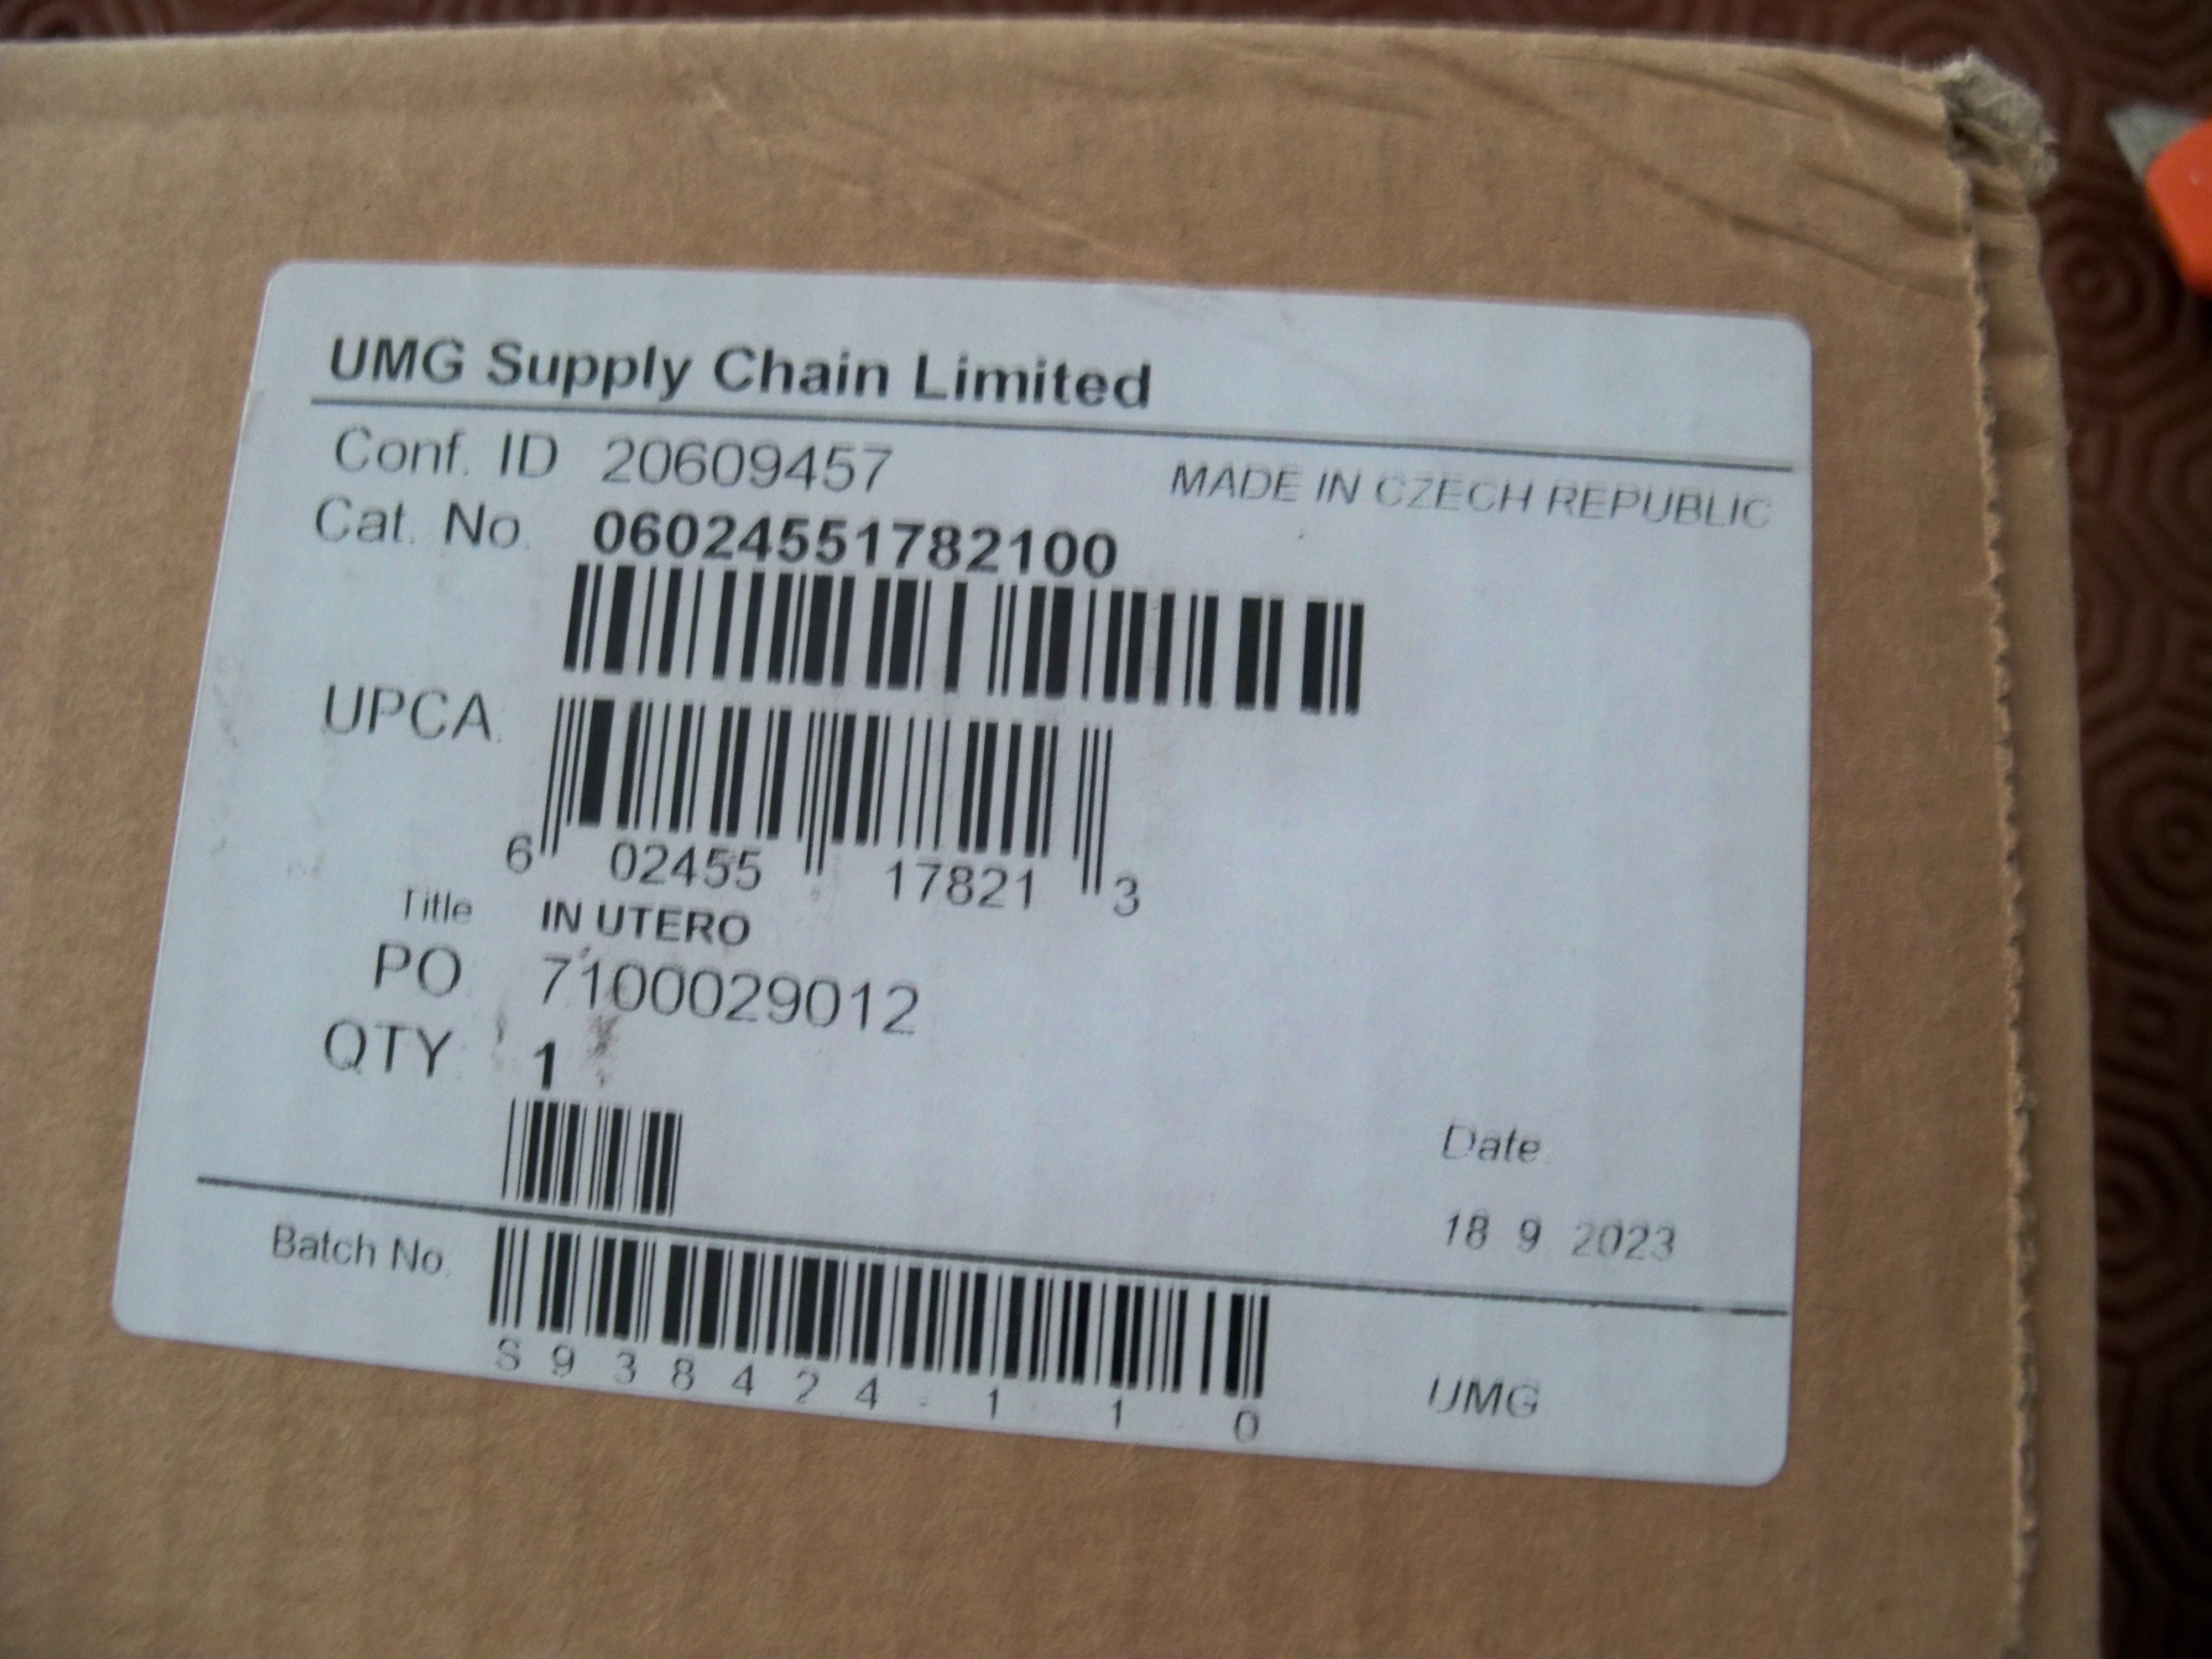 UMG Supply Chain Limited
Conf. ID 20609457
MADE IN CZECH REPUBLIC
Cat. No. 06024551782100
UPCA.
6 02455 17821 3
Title IN UTERO
PO 7100029012
QTY 1
Date
18 9 2023
Batch No.
S938424-1 1 0
UMG